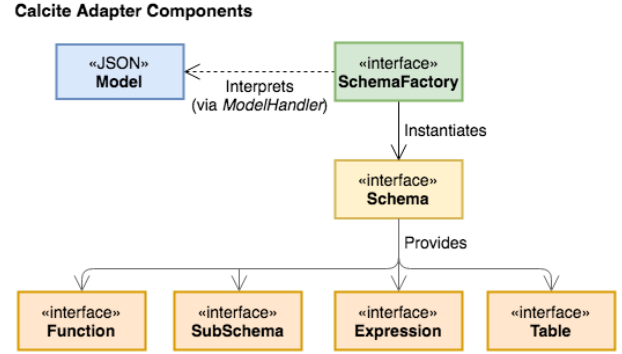 Calcite Adapter Components
«JSON»
Model
Interprets
(via ModelHandler)
«interface»
SchemaFactory
Instantiates
«interface»
Schema
Provides
«interface»
Function
«interface»
SubSchema
«interface»
Expression
«interface»
Table